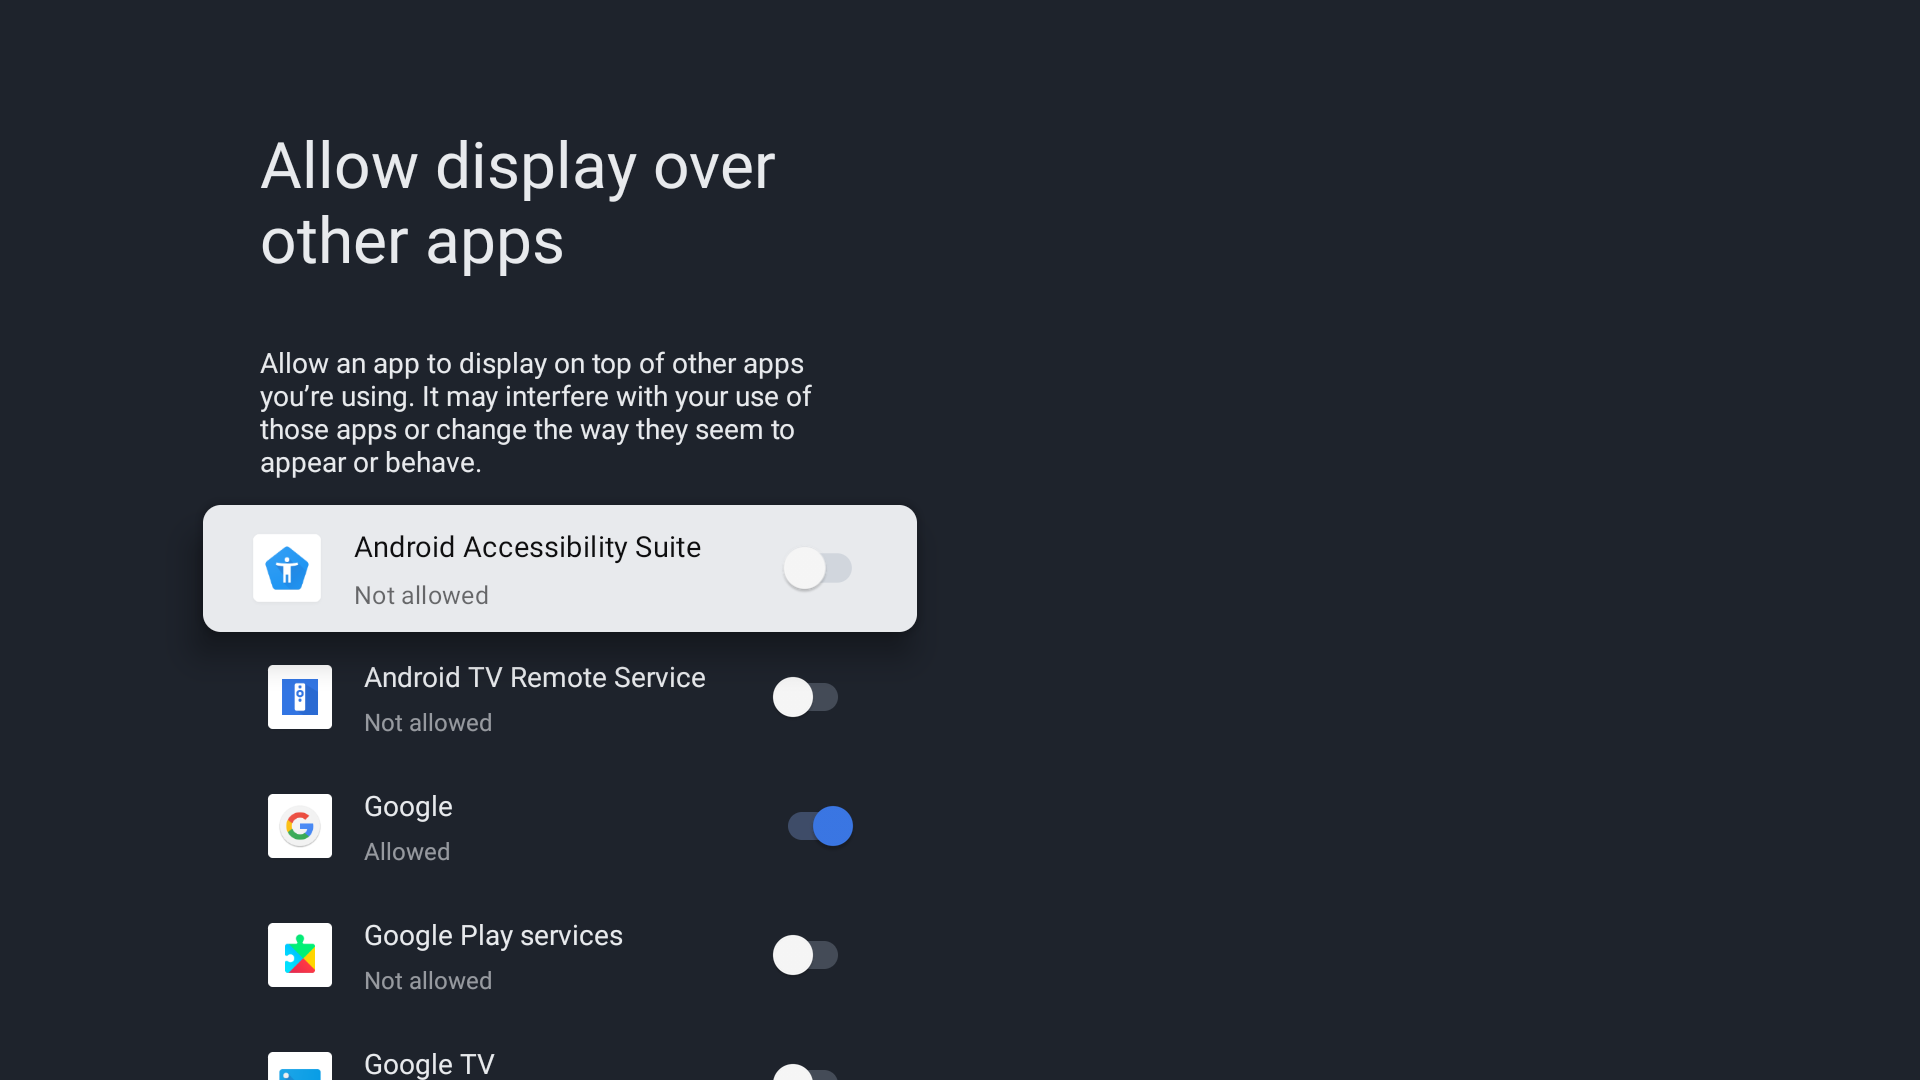 Allow display over
other apps
Allow an app to display on top of other apps
you’re using. It may interfere with your use of
those apps or change the way they seem to
appear or behave.
Android Accessibility Suite
Not allowed
Android TV Remote Service
Not allowed
Google
Allowed
Google Play services
Not allowed
Google TV